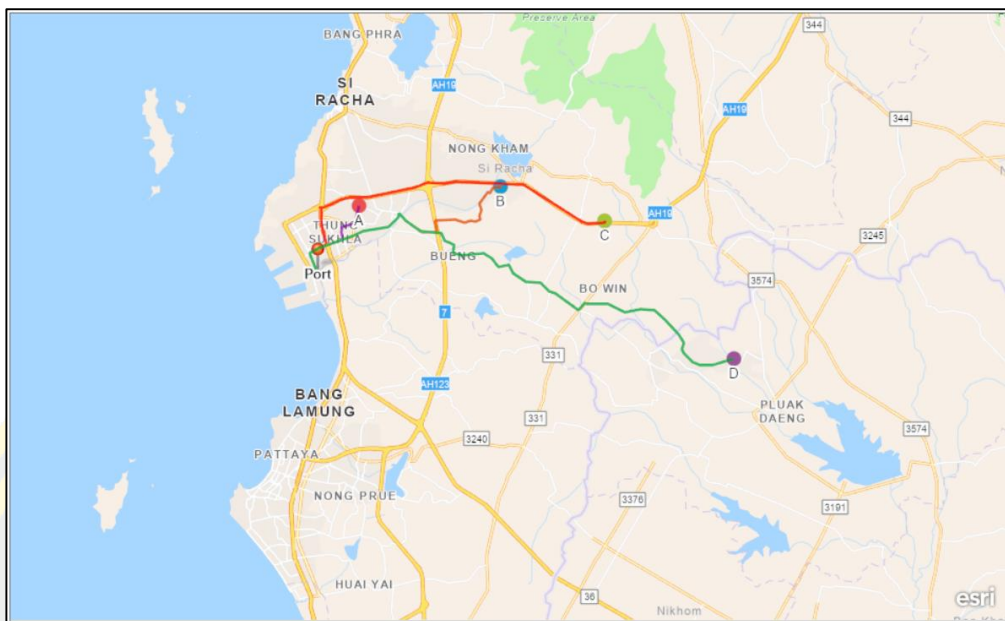 Preserve Area
344
BANG PHRA
SI
RACHA
AH19
AH19
344
NONG KHAM
Si Racha
B
A
AH19
C
THUNG
SUKHLA
3245
BUENG
Port
3574
BO WIN
7
331
D
AH123
BANG
LAMUNG
331
PLUAK
DAENG
3574
3240
PATTAYA
NONG PRUE
3376
3191
HUAI YAI
36
Nikhom
esri